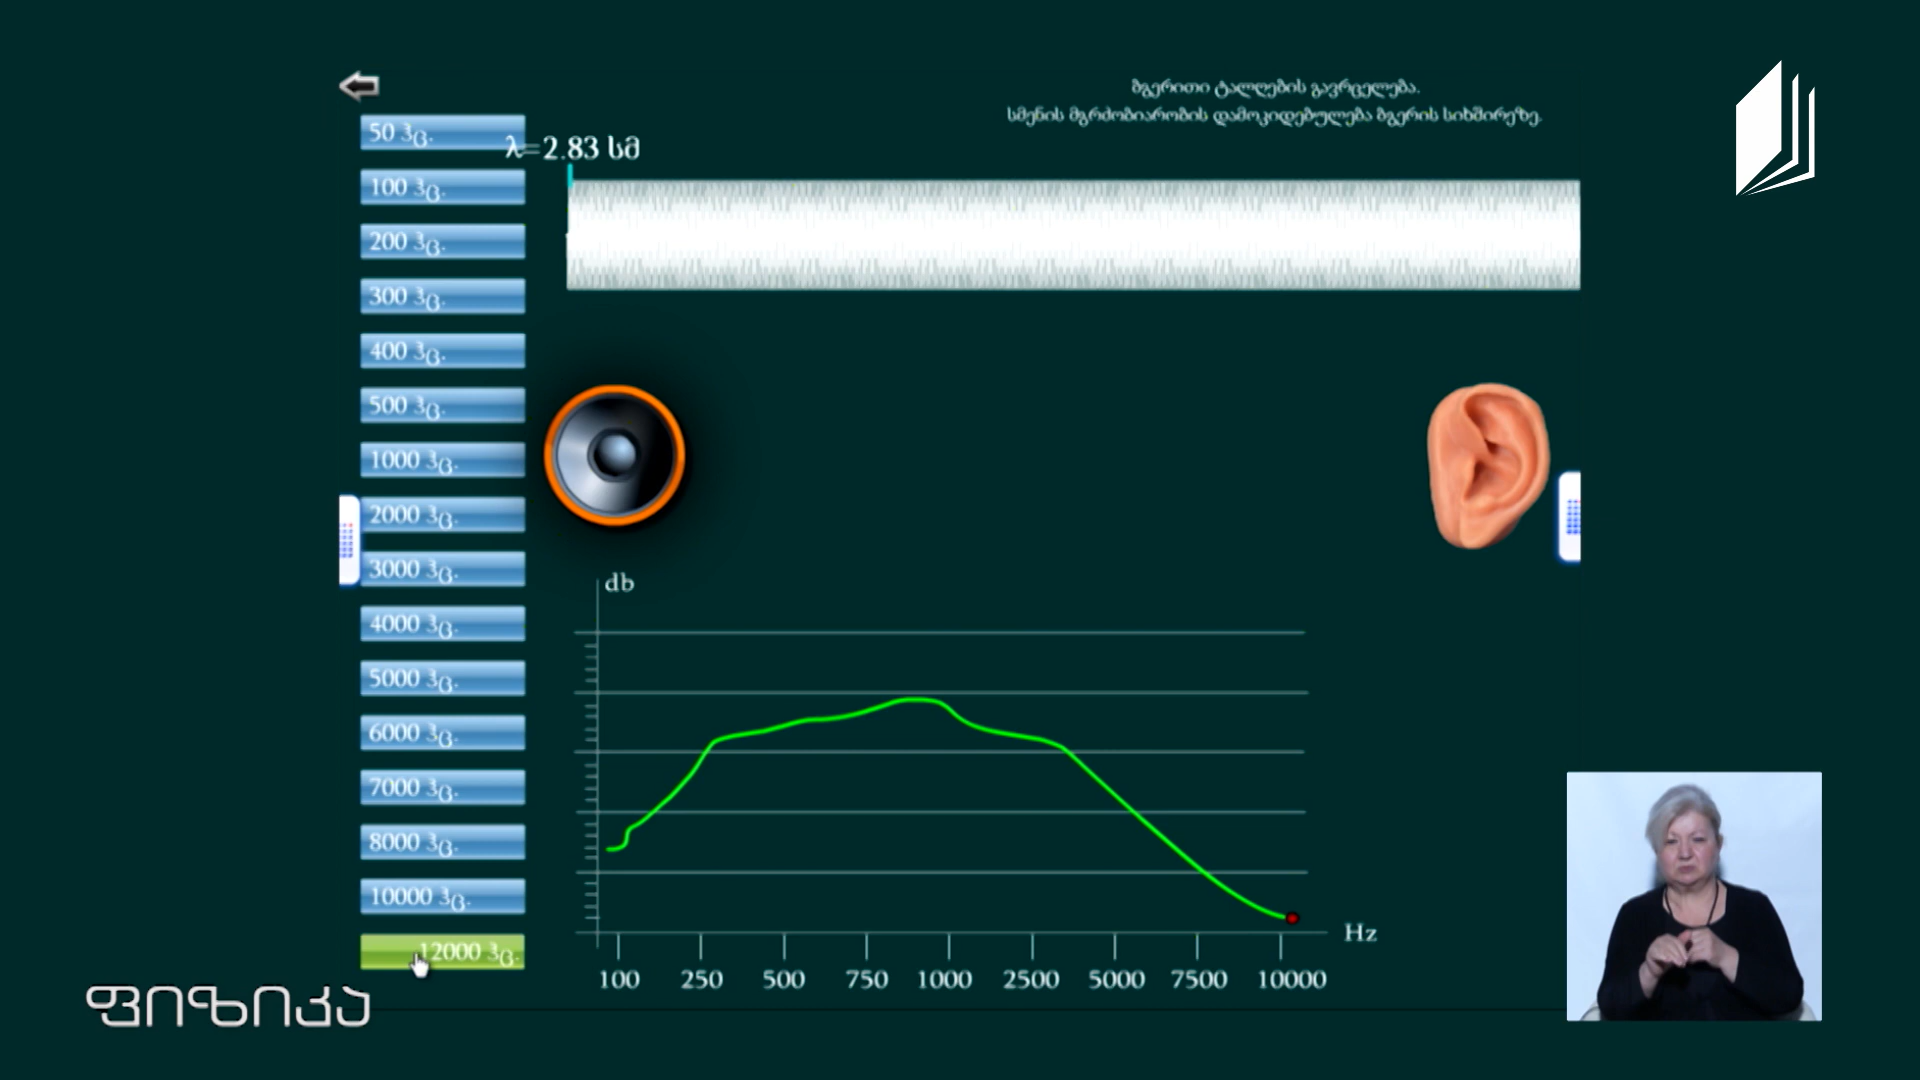 ბგერითი ტალღების გავრცელება.
სმენის მგრძობიარობის დამოკიდებულება ბგერის სიხშირეზე.
50 ჰც.
λ=2.83 სმ
100 ჰც.
200 ჰც.
300 ჰც.
400 ჰც.
500 ჰც.
1000 ჰც.
2000 ჰც.
3000 ჰც.
4000 ჰც.
5000 ჰც.
6000 ჰც.
7000 ჰც.
8000 ჰც.
10000 ჰც.
12000 ჰც.
db
Hz
100 250 500 750 1000 2500 5000 7500 10000
ფიზიკა